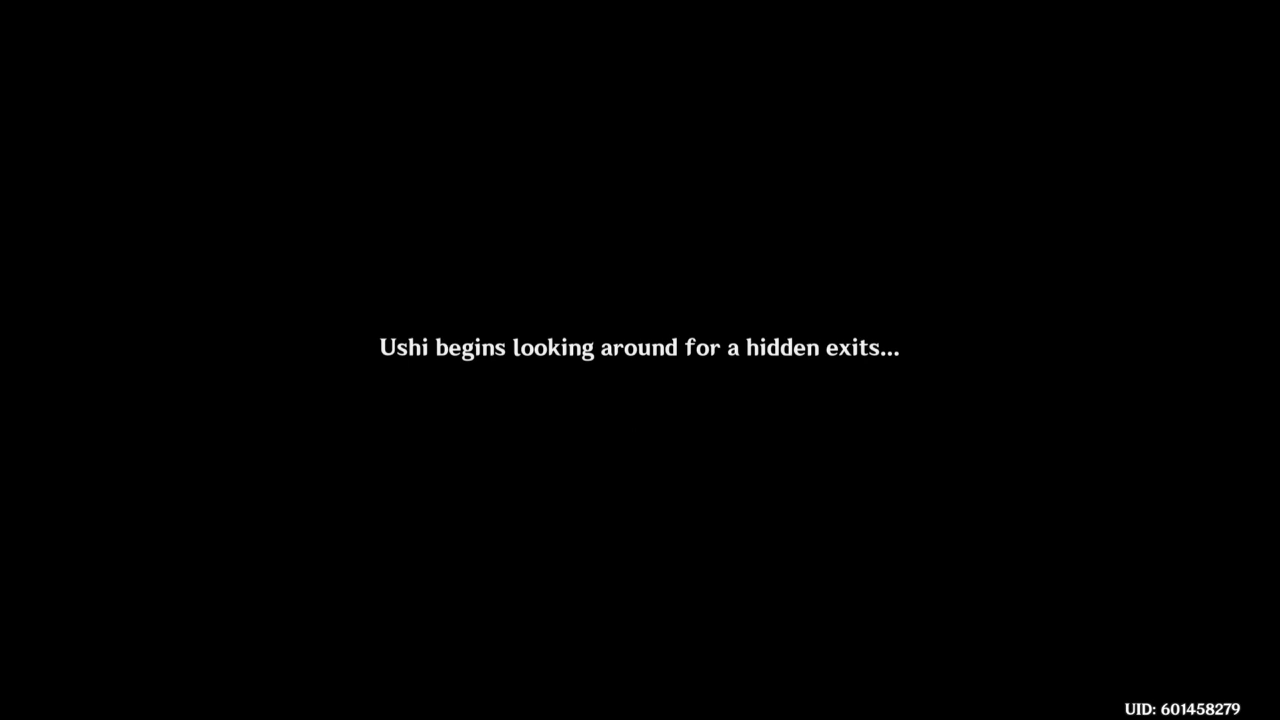 Ushi begins looking around for a hidden exits...
UID: 601458279